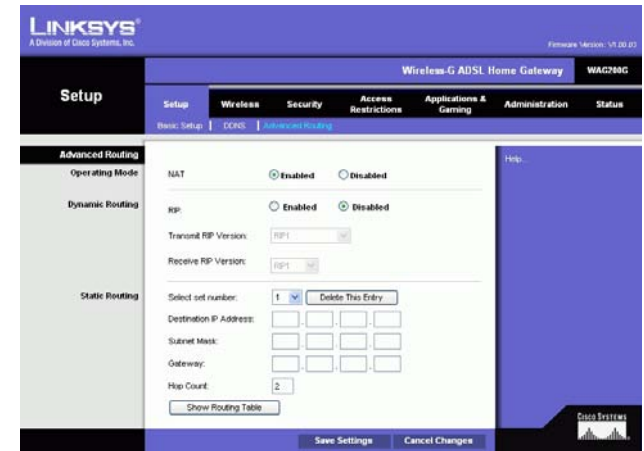 LINKSYS®
A Division of Cisco Systems, Inc.
Firmware Version: V1.00.03
Wireless-G ADSL Home Gateway WAG200G
Setup
Setup Wireless Security Access Restrictions Applications & Gaming Administration Status
Basic Setup | DDNS | Advanced Routing
Advanced Routing
Help...
Operating Mode
NAT Enabled Disabled
Dynamic Routing
RIP: Enabled Disabled
Transmit RIP Version: RIP1
Receive RIP Version: RIP1
Static Routing
Select set number: 1 Delete This Entry
Destination IP Address: . . .
Subnet Mask: . . .
Gateway: . . .
Hop Count: 2
Show Routing Table
Save Settings Cancel Changes
CISCO SYSTEMS